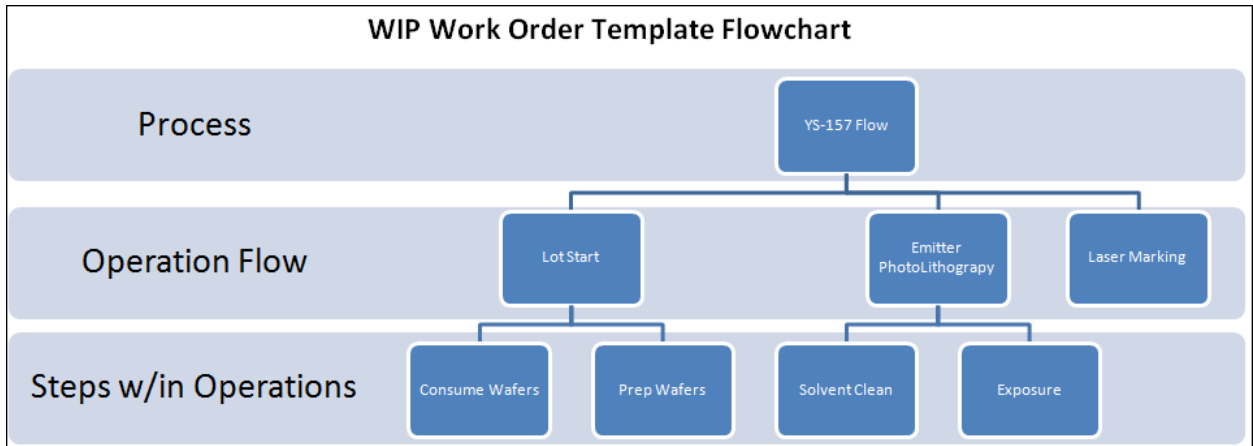 WIP Work Order Template Flowchart
Process
YS-157 Flow
Operation Flow
Lot Start
Emitter
PhotoLithograpy
Laser Marking
Steps w/in Operations
Consume Wafers
Prep Wafers
Solvent Clean
Exposure